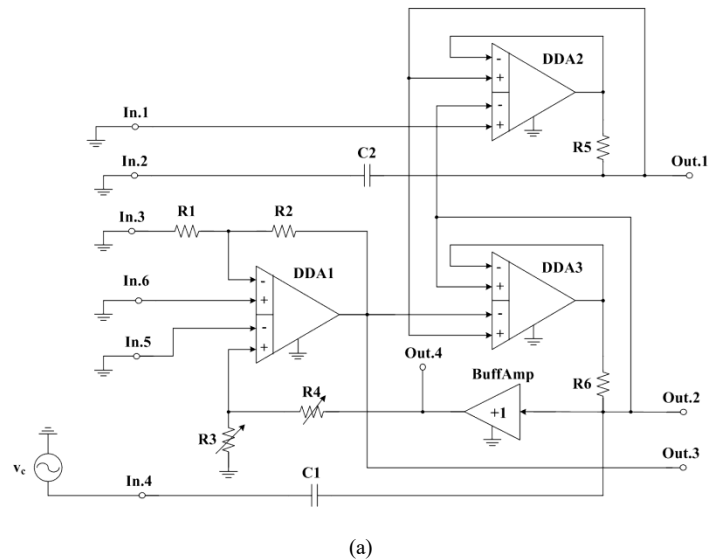 DDA2
-
+
-
+
In.1
In.2
C2
R5
Out.1
In.3
R1
R2
DDA1
-
+
-
+
In.6
In.5
DDA3
-
+
-
+
Out.4
BuffAmp
+1
R6
R4
R3
Out.2
Out.3
vc
In.4
C1
(a)